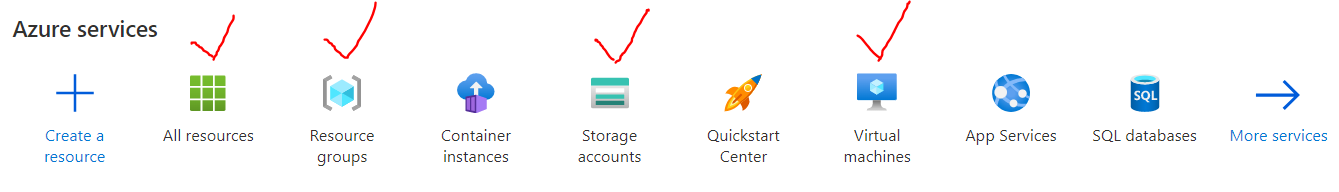 Azure services
Create a
resource
All resources
Resource
groups
Container
instances
Storage
accounts
Quickstart
Center
Virtual
machines
App Services
SQL
SQL databases
More services